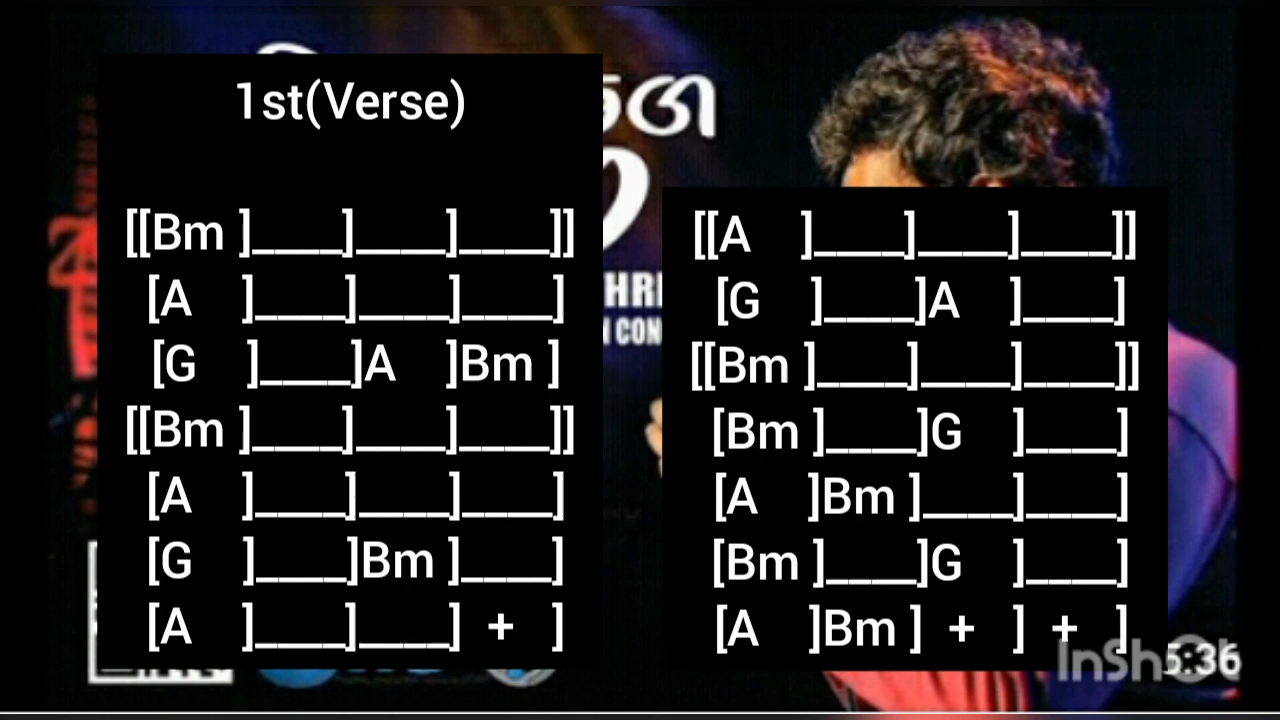 1st(Verse)
[[Bm ]____]____]____]]
[A ]____]____]____]
[G ]____]A ]Bm ]
[[Bm ]____]____]____]]
[A ]____]____]____]
[G ]____]Bm ]____]
[A ]____]____] + ]
[[A ]____]____]____]]
[G ]____]A ]____]
[[Bm ]____]____]____]]
[Bm ]____]G ]____]
[A ]Bm ]____]____]
[Bm ]____]G ]____]
[A ]Bm ] + ] + ]
InShOt
5:36